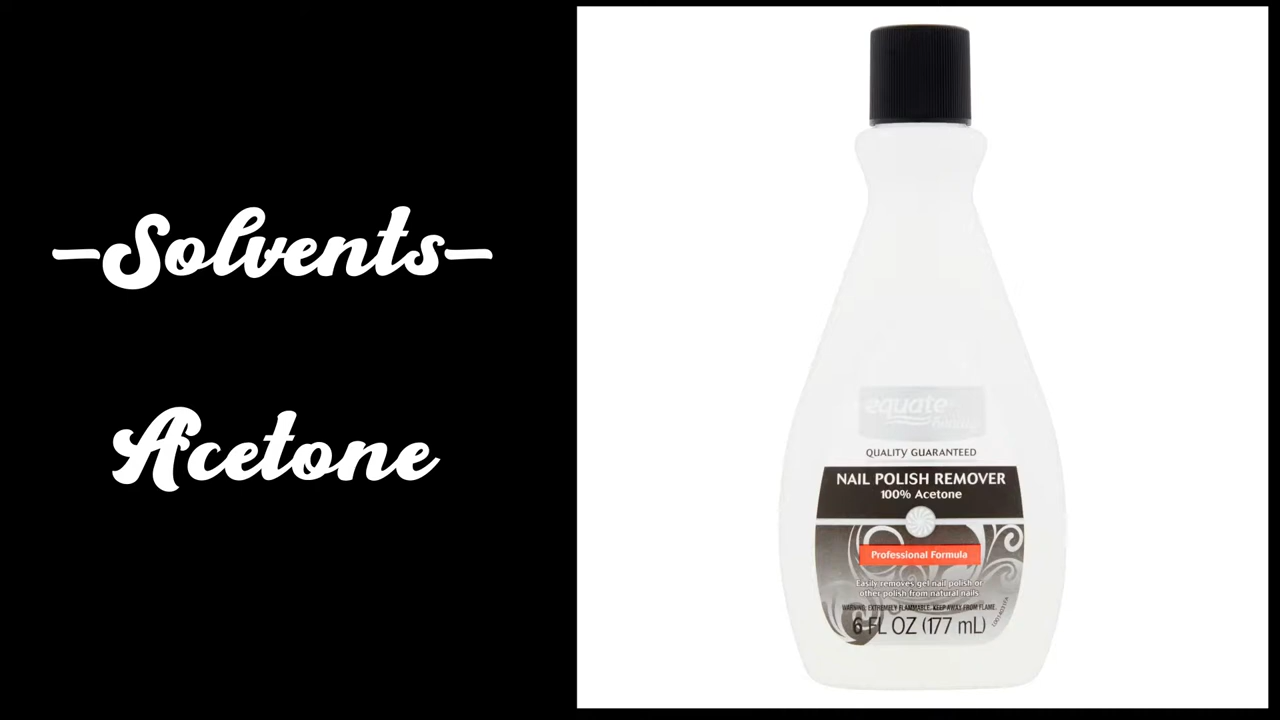 -Solvents-
Acetone
equate
QUALITY GUARANTEED
NAIL POLISH REMOVER
100% Acetone
Professional Formula
Easily removes gel nail polish or
other polish from natural nails
WARNING: EXTREMELY FLAMMABLE. KEEP AWAY FROM FLAME.
6 FL OZ (177 mL)